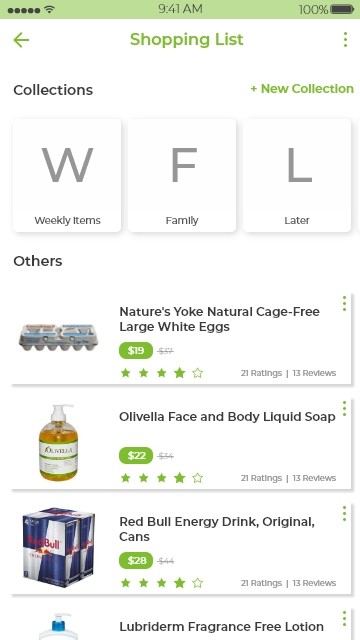 9:41 AM 100%
Shopping List
Collections + New Collection
W F L
Weekly Items Family Later
Others
Nature's Yoke Natural Cage-Free
Large White Eggs
$19 $37
21 Ratings | 13 Reviews
Olivella Face and Body Liquid Soap
OLIVELLA
$22 $34
21 Ratings | 13 Reviews
Red Bull Energy Drink, Original,
Cans
RedBull
$28 $44
21 Ratings | 13 Reviews
Lubriderm Fragrance Free Lotion